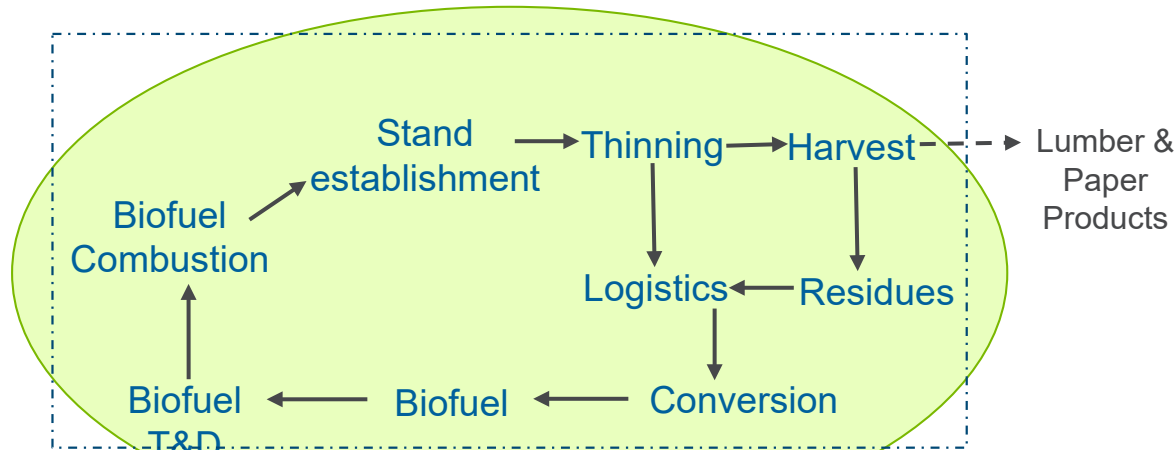 Stand
establishment
Thinning
Harvest
Lumber &
Paper
Products
Biofuel
Combustion
Logistics
Residues
Biofuel
T&D
Biofuel
Conversion